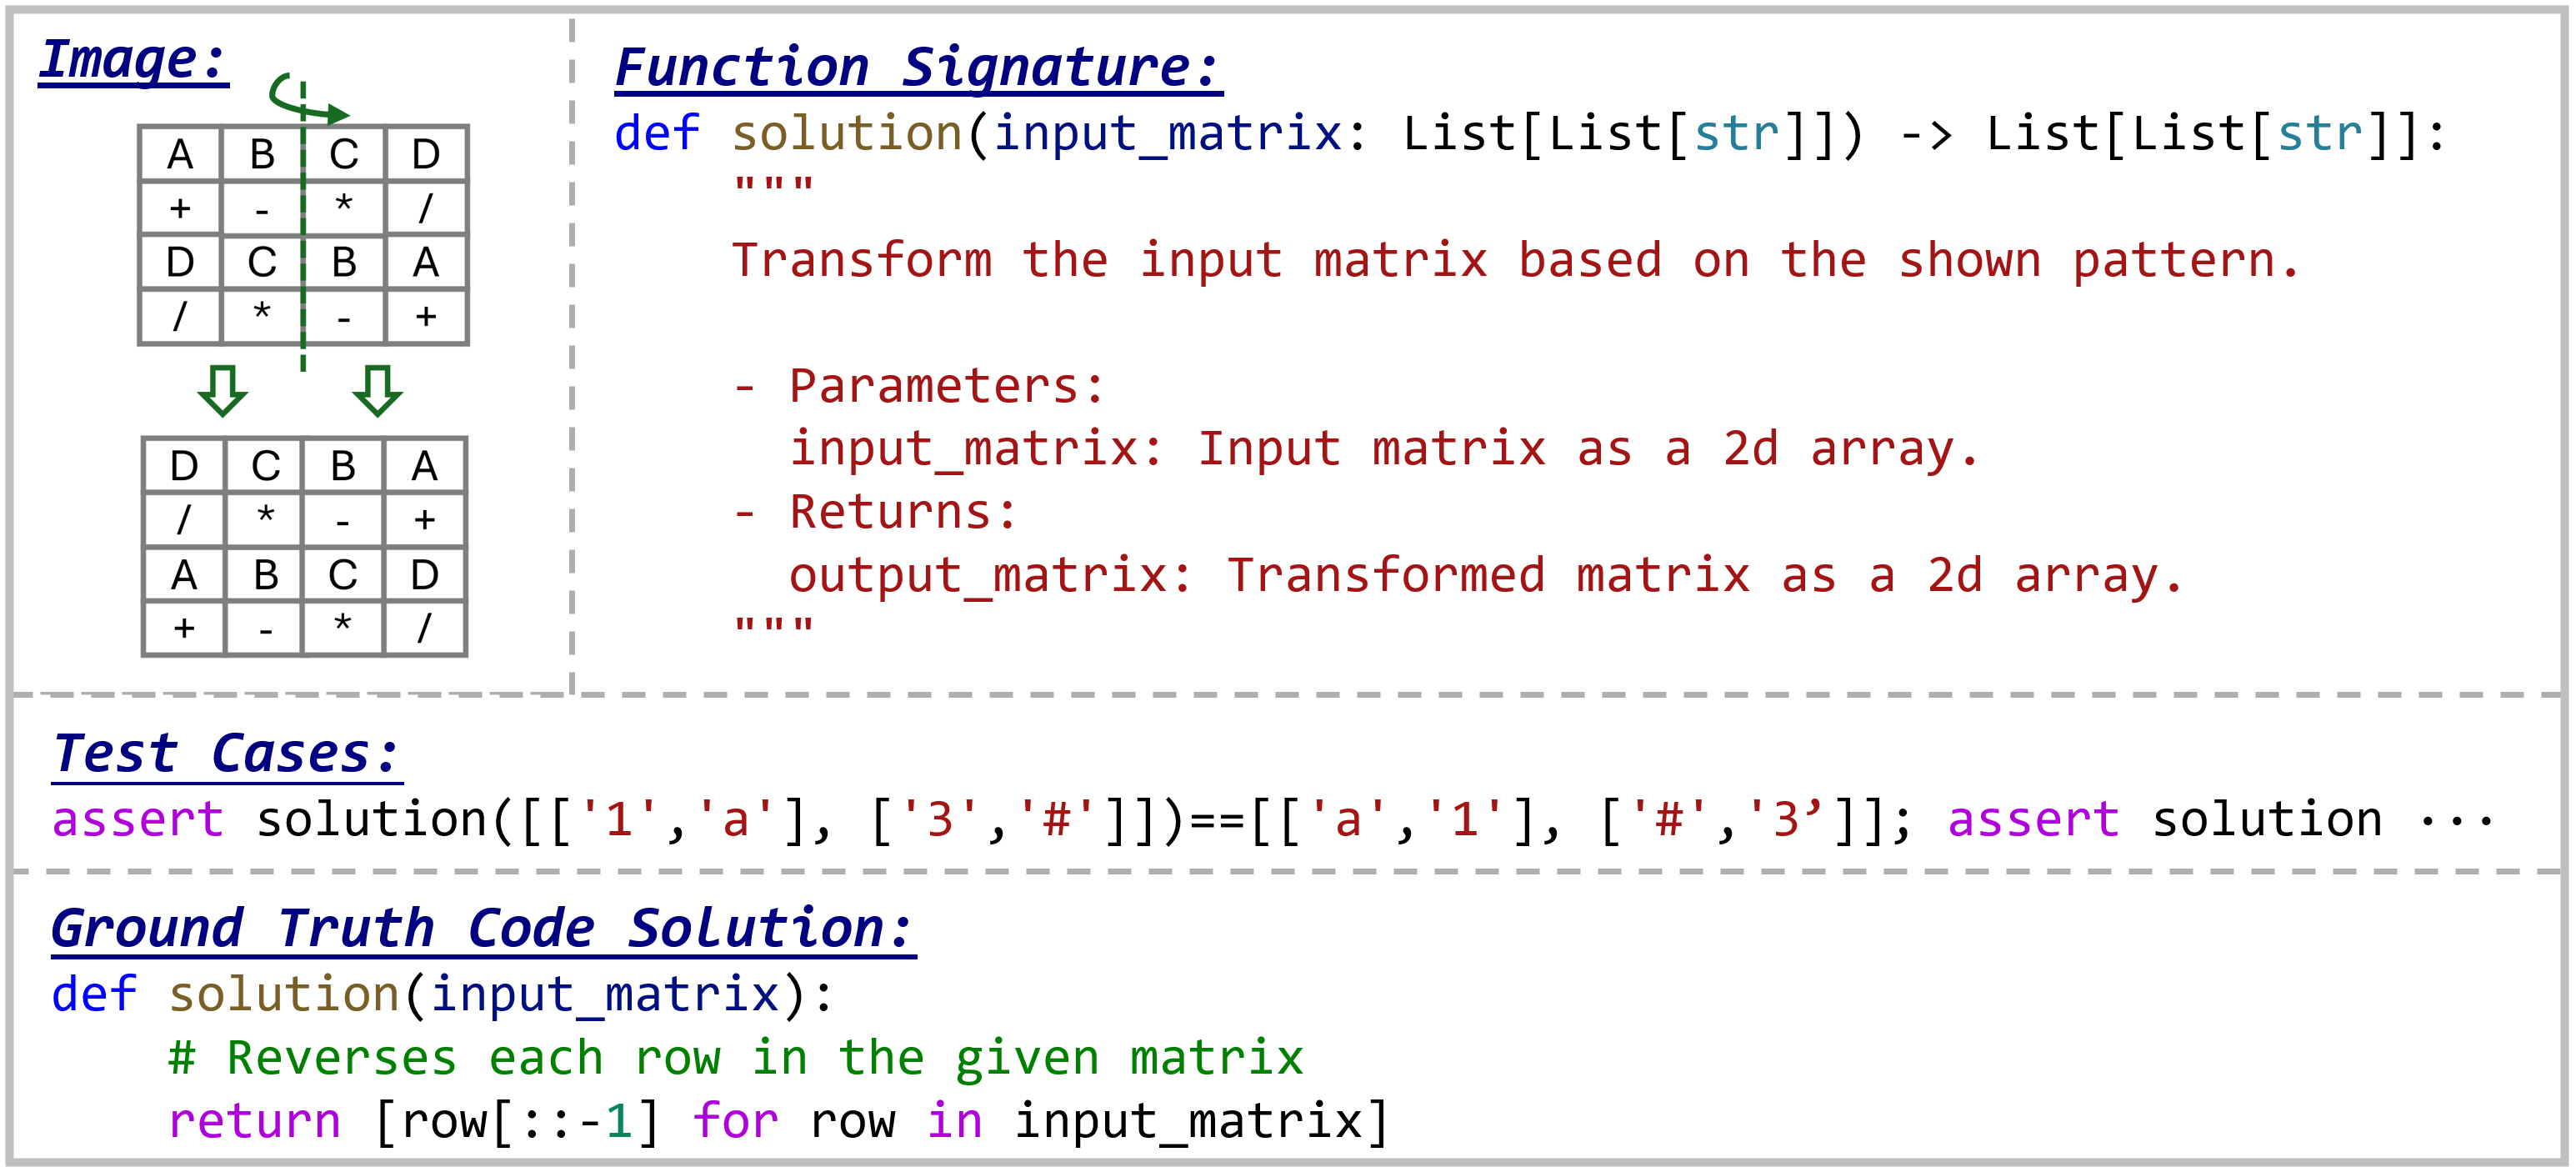 Image:
A B C D
+ - * /
D C B A
/ * - +
D C B A
/ * - +
A B C D
+ - * /
Function Signature:
def solution(input_matrix: List[List[str]]) -> List[List[str]]:
"""
Transform the input matrix based on the shown pattern.
- Parameters:
input_matrix: Input matrix as a 2d array.
- Returns:
output_matrix: Transformed matrix as a 2d array.
"""
Test Cases:
assert solution([['1','a'], ['3','#']])==[['a','1'], ['#','3’]]; assert solution ···
Ground Truth Code Solution:
def solution(input_matrix):
# Reverses each row in the given matrix
return [row[::-1] for row in input_matrix]